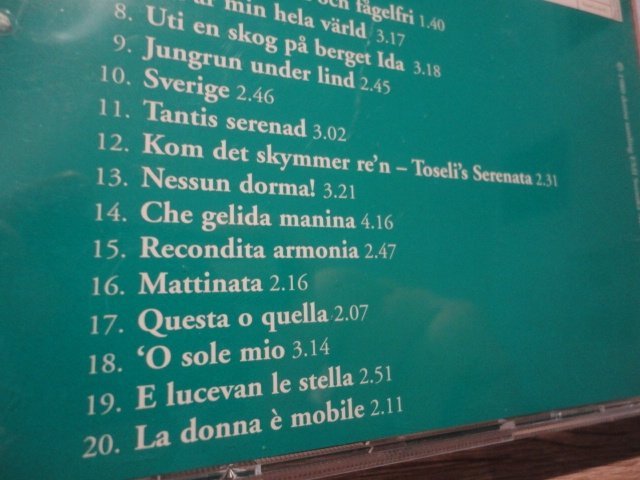 och fågelfri 1.40
min hela värld 3.17
8. Uti en skog på berget Ida 3.18
9. Jungrun under lind 2.45
10. Sverige 2.46
11. Tantis serenad 3.02
12. Kom det skymmer re'n – Toseli's Serenata 2.31
13. Nessun dorma! 3.21
14. Che gelida manina 4.16
15. Recondita armonia 2.47
16. Mattinata 2.16
17. Questa o quella 2.07
18. ‘O sole mio 3.14
19. E lucevan le stella 2.51
20. La donna è mobile 2.11